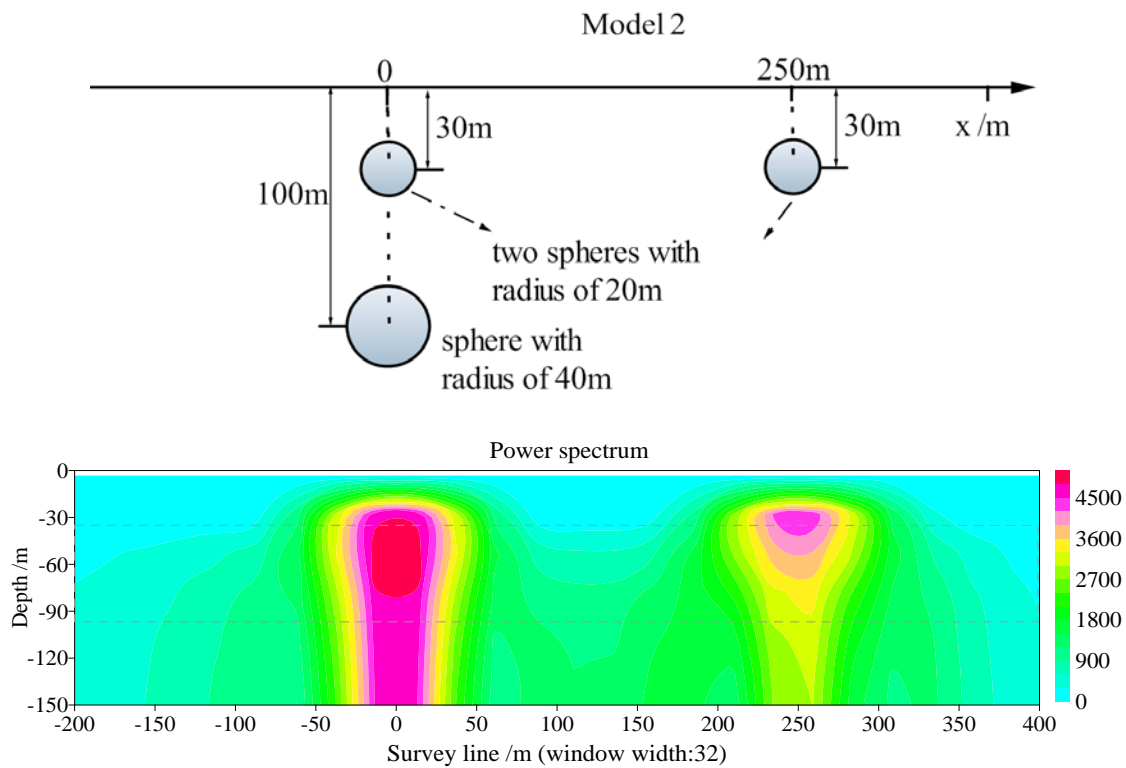 Model 2
0
250m
30m
30m
x /m
100m
two spheres with
radius of 20m
sphere with
radius of 40m
Power spectrum
0
-30
-60
-90
-120
-150
Depth /m
-200
-150
-100
-50
0
50
100
150
200
250
300
350
400
Survey line /m (window width:32)
4500
3600
2700
1800
900
0